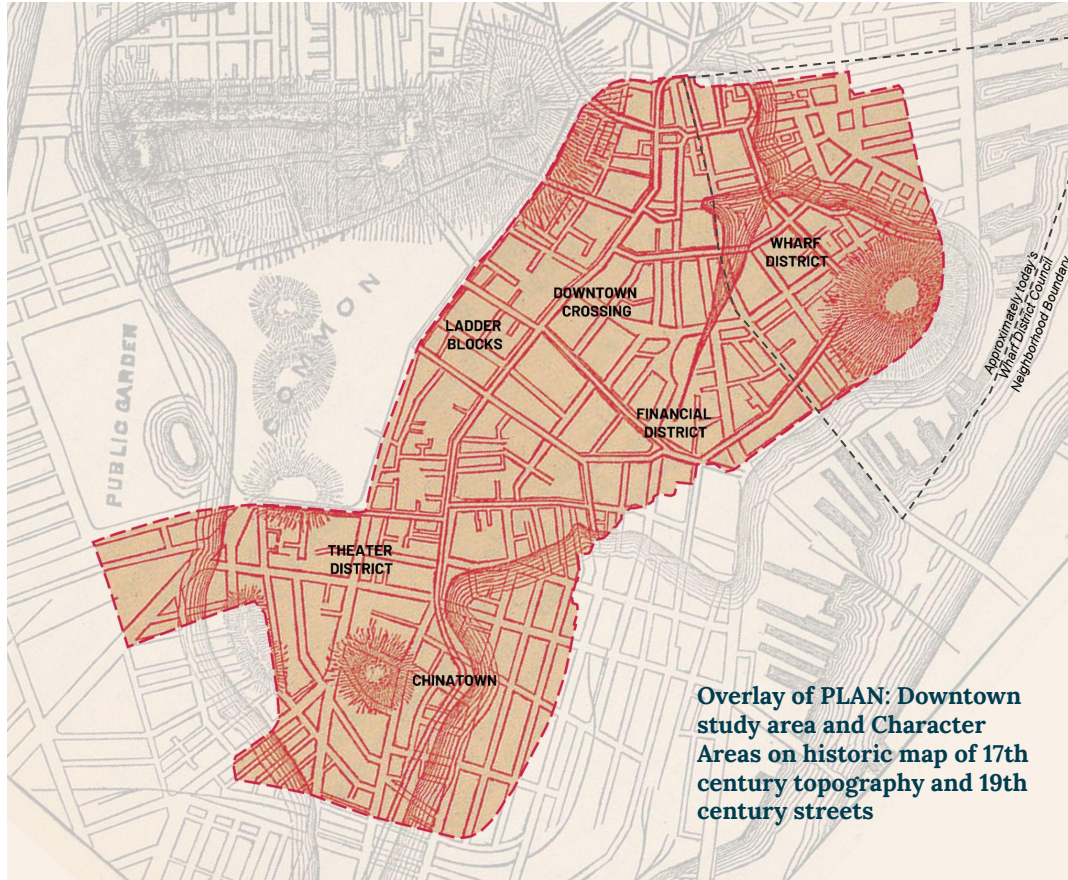 COMMON
PUBLIC GARDEN
WHARF
DISTRICT
DOWNTOWN
CROSSING
LADDER
BLOCKS
FINANCIAL
DISTRICT
THEATER
DISTRICT
CHINATOWN
Approximately today's
Wharf District Council
Neighborhood Boundary
Overlay of PLAN: Downtown
study area and Character
Areas on historic map of 17th
century topography and 19th
century streets